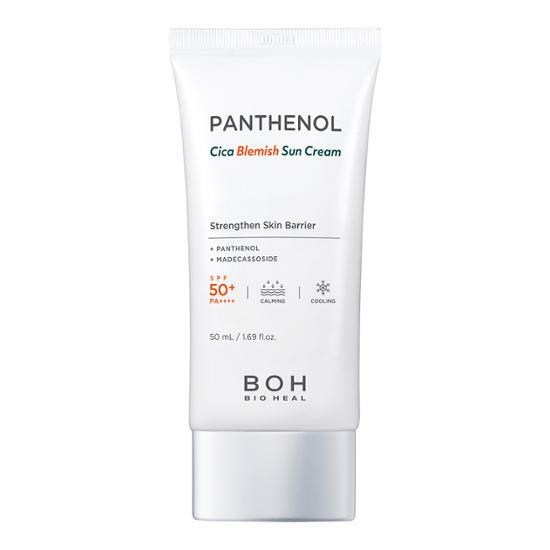 PANTHENOL
Cica Blemish Sun Cream
Strengthen Skin Barrier
+ PANTHENOL
+ MADECASSOSIDE
SPF
50+
PA++++
CALMING
COOLING
50 mL / 1.69 fl.oz.
BOH
BIO HEAL